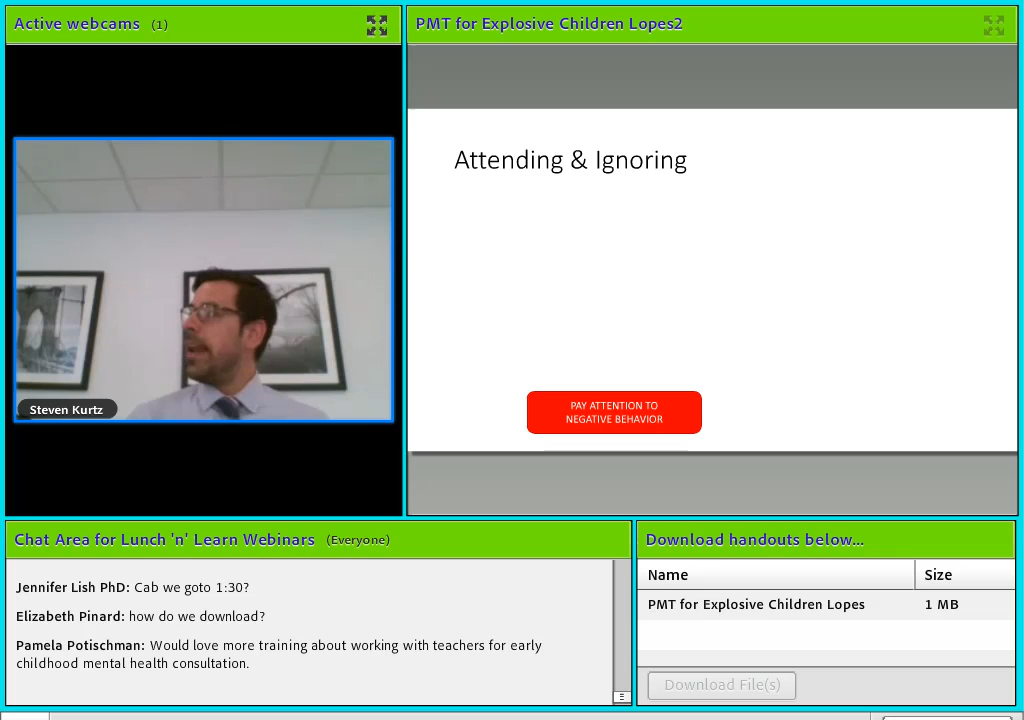 Active webcams (1)
PMT for Explosive Children Lopes2
Attending & Ignoring
PAY ATTENTION TO
NEGATIVE BEHAVIOR
Steven Kurtz
Chat Area for Lunch 'n' Learn Webinars (Everyone)
Jennifer Lish PhD: Cab we goto 1:30?
Elizabeth Pinard: how do we download?
Pamela Potischman: Would love more training about working with teachers for early
childhood mental health consultation.
Download handouts below...
Name Size
PMT for Explosive Children Lopes 1 MB
Download File(s)